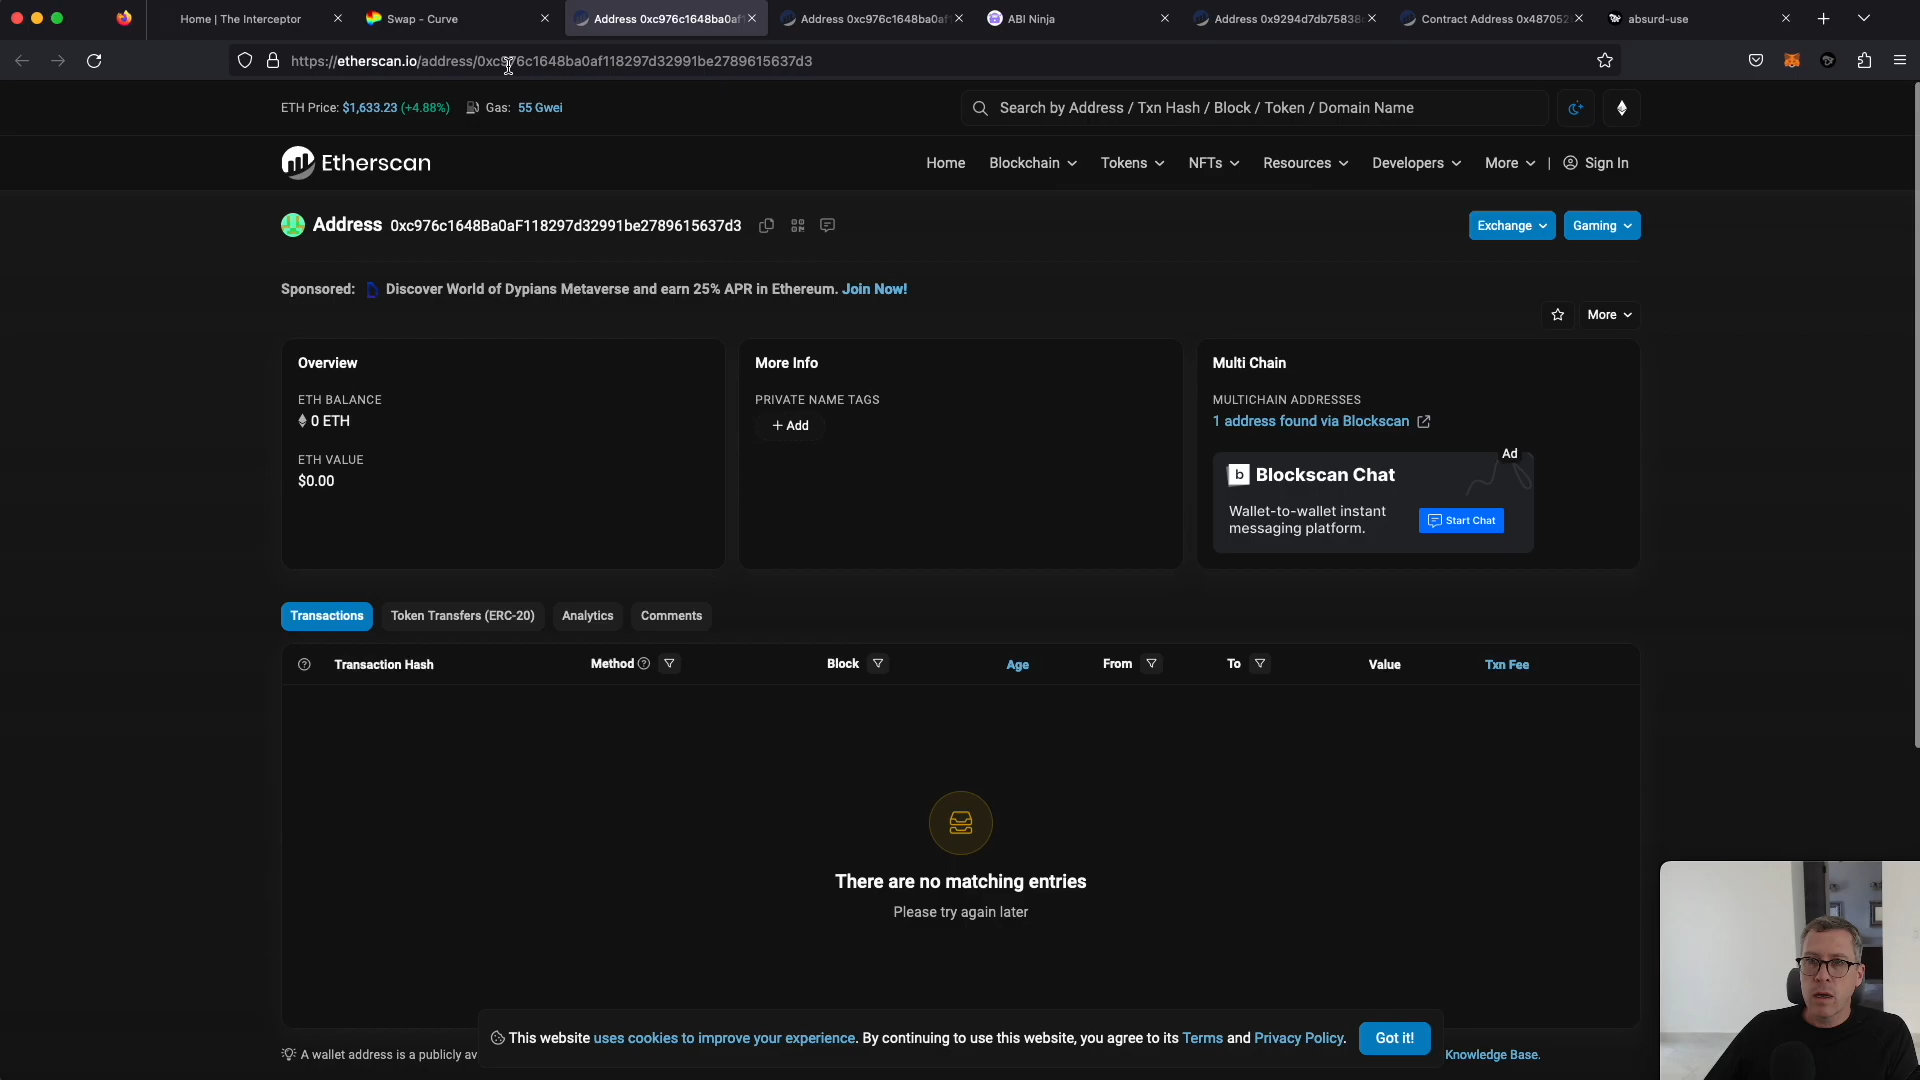 Home | The Interceptor
Swap - Curve
Address 0xc976c1648ba0af
Address 0xc976c1648ba0af
ABI Ninja
Address 0x9294d7db75838
Contract Address 0x487052
absurd-use
https://etherscan.io/address/0xc976c1648ba0af118297d32991be2789615637d3
ETH Price: $1,633.23 (+4.88%) Gas: 55 Gwei
Search by Address / Txn Hash / Block / Token / Domain Name
Etherscan
Home Blockchain Tokens NFTs Resources Developers More | Sign In
Address 0xc976c1648Ba0aF118297d32991be2789615637d3
Exchange Gaming
Sponsored: Discover World of Dypians Metaverse and earn 25% APR in Ethereum. Join Now!
More
Overview
ETH BALANCE
0 ETH
ETH VALUE
$0.00
More Info
PRIVATE NAME TAGS
+ Add
Multi Chain
MULTICHAIN ADDRESSES
1 address found via Blockscan
Ad
b Blockscan Chat
Wallet-to-wallet instant
messaging platform.
Start Chat
Transactions Token Transfers (ERC-20) Analytics Comments
Transaction Hash Method Block Age From To Value Txn Fee
There are no matching entries
Please try again later
This website uses cookies to improve your experience. By continuing to use this website, you agree to its Terms and Privacy Policy. Got it!
A wallet address is a publicly av
Knowledge Base.